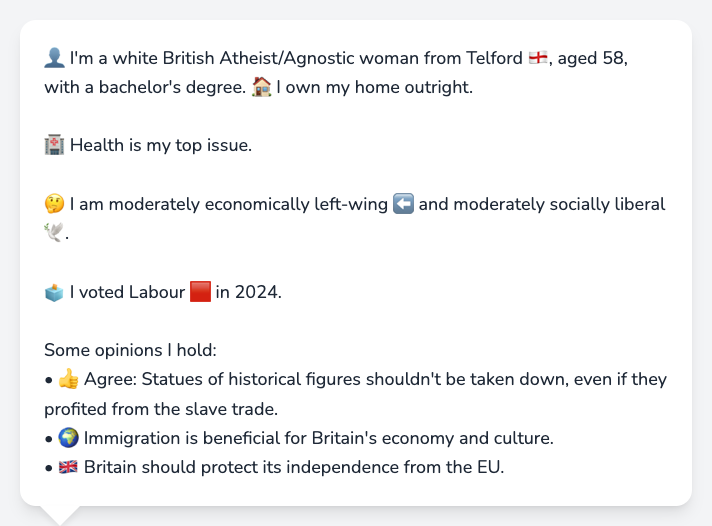 👤 I'm a white British Atheist/Agnostic woman from Telford 🏴󠁧󠁢󠁥󠁮󠁧󠁿, aged 58,
with a bachelor's degree. 🏠 I own my home outright.
🏥 Health is my top issue.
🤔 I am moderately economically left-wing ⬅️ and moderately socially liberal
🕊️.
🗳️ I voted Labour 🟥 in 2024.
Some opinions I hold:
• 👍 Agree: Statues of historical figures shouldn't be taken down, even if they
profited from the slave trade.
• 🌍 Immigration is beneficial for Britain's economy and culture.
• 🇬🇧 Britain should protect its independence from the EU.